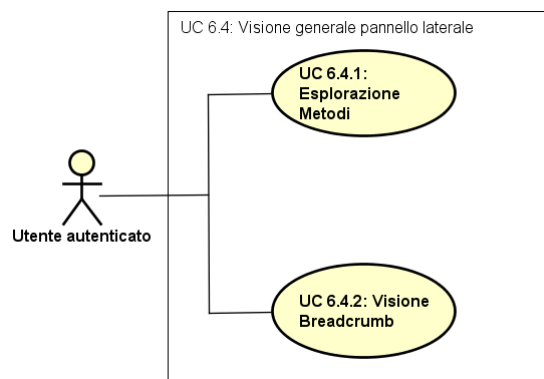 UC 6.4: Visione generale pannello laterale
UC 6.4.1:
Esplorazione
Metodi
Utente autenticato
UC 6.4.2: Visione
Breadcrumb